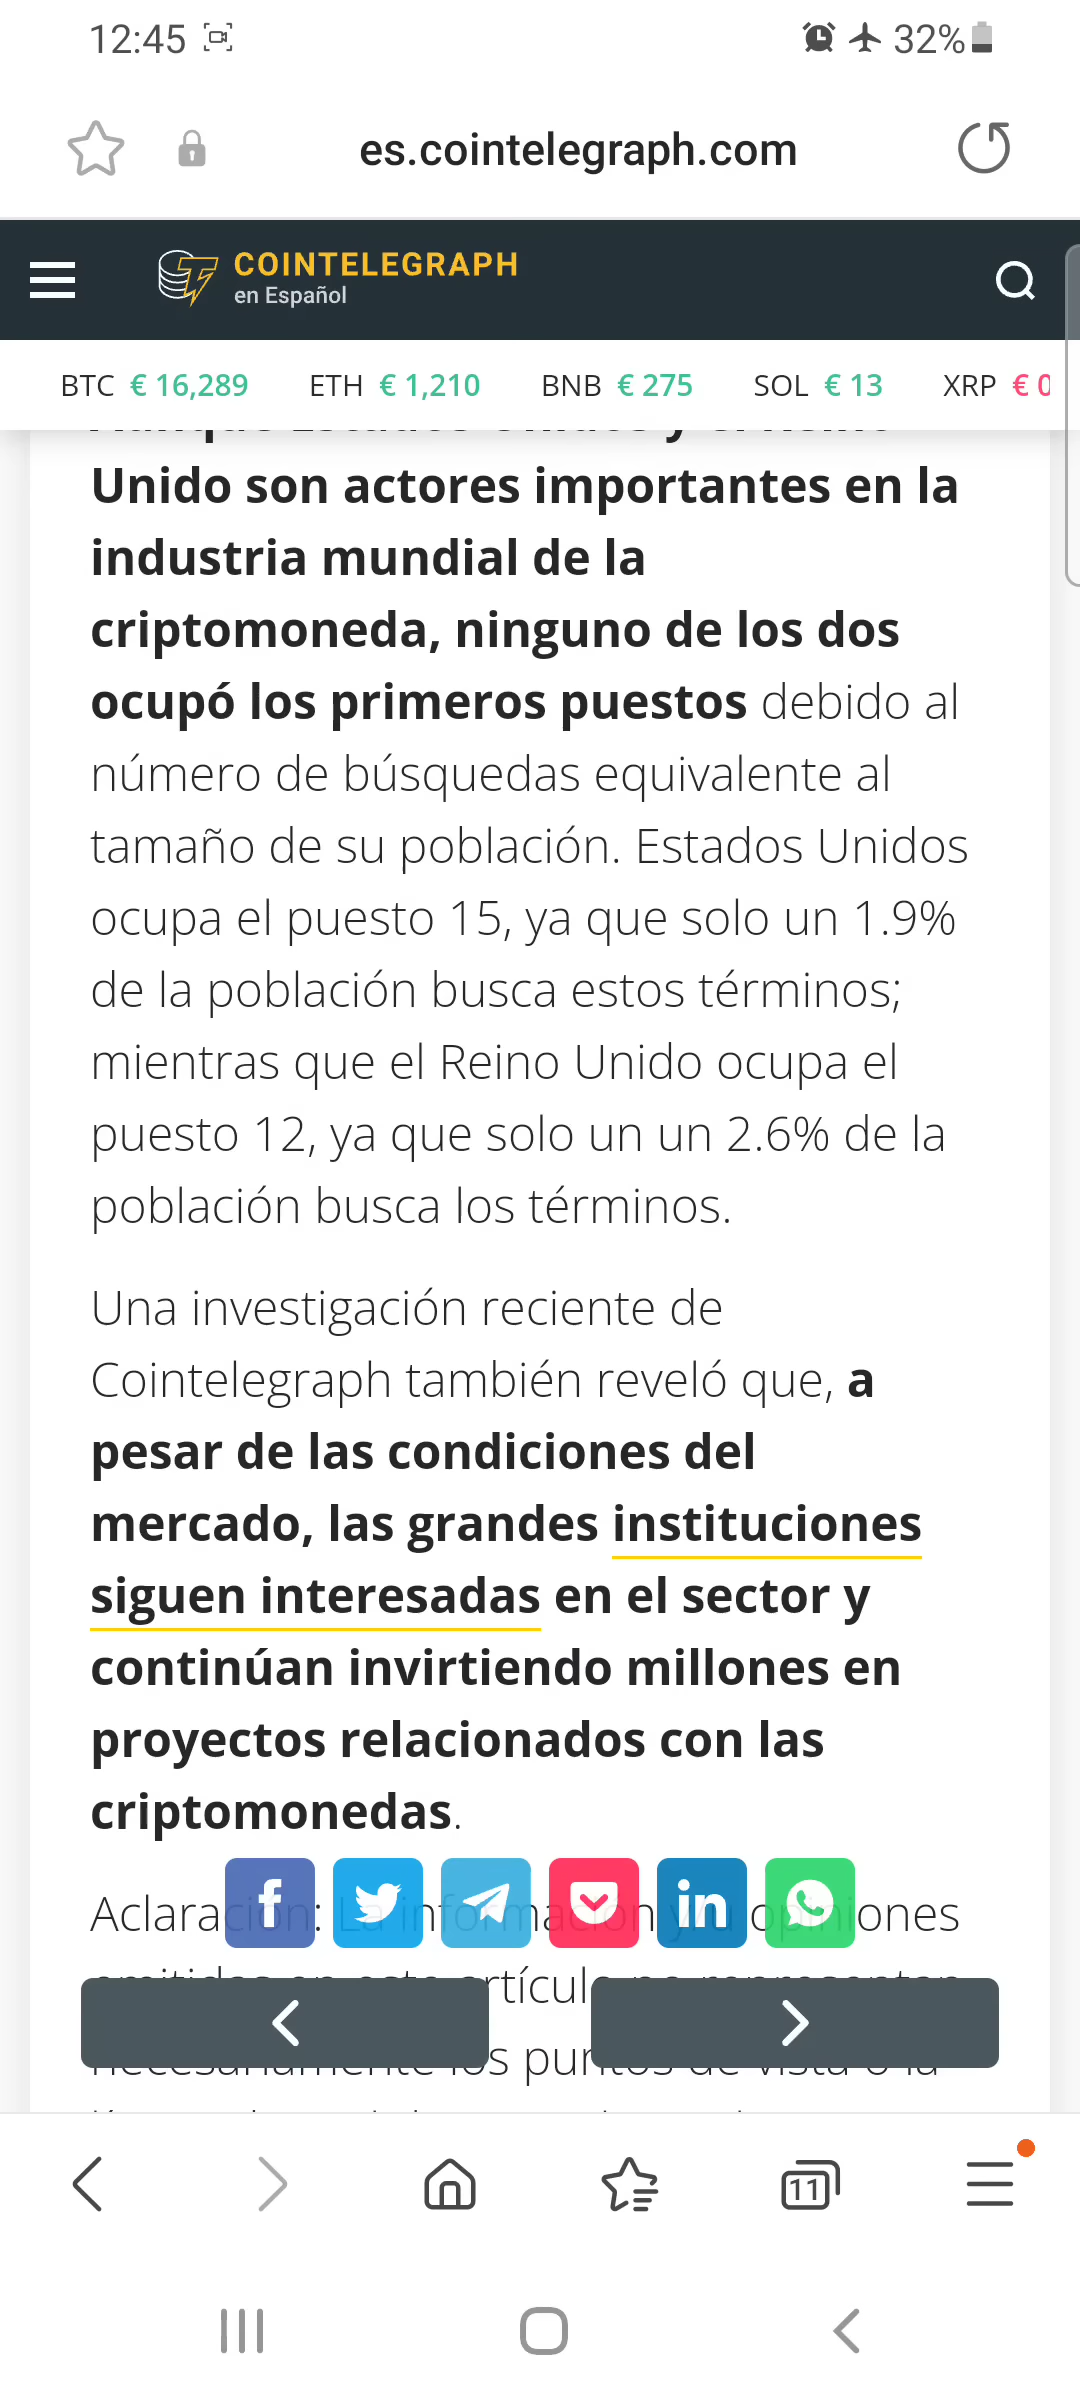 12:45 32%
es.cointelegraph.com
COINTELEGRAPH
en Español
BTC € 16,289 ETH € 1,210 BNB € 275 SOL € 13 XRP € 0
Unido son actores importantes en la
industria mundial de la
criptomoneda, ninguno de los dos
ocupó los primeros puestos debido al
número de búsquedas equivalente al
tamaño de su población. Estados Unidos
ocupa el puesto 15, ya que solo un 1.9%
de la población busca estos términos;
mientras que el Reino Unido ocupa el
puesto 12, ya que solo un un 2.6% de la
población busca los términos.
Una investigación reciente de
Cointelegraph también reveló que, a
pesar de las condiciones del
mercado, las grandes instituciones
siguen interesadas en el sector y
continúan invirtiendo millones en
proyectos relacionados con las
criptomonedas.
Aclaración: La información y/u opiniones
11